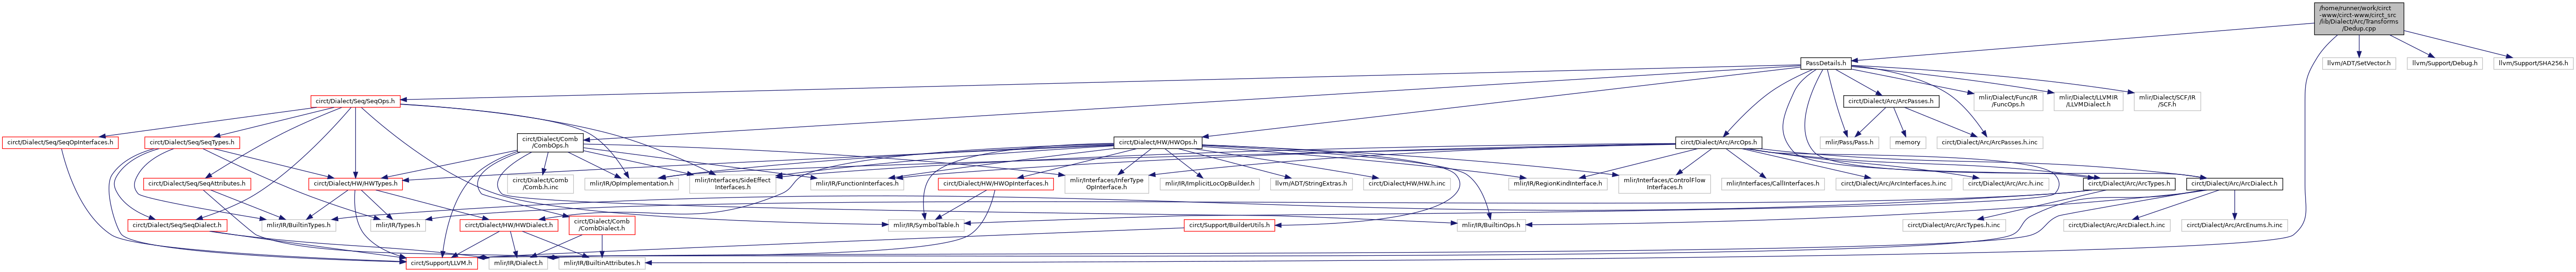 /home/runner/work/circt
-www/circt-www/circt_src
/lib/Dialect/Arc/Transforms
/Dedup.cpp
PassDetails.h
llvm/ADT/SetVector.h
llvm/Support/Debug.h
llvm/Support/SHA256.h
circt/Dialect/Seq/SeqOps.h
circt/Dialect/Arc/ArcPasses.h
mlir/Dialect/Func/IR
/FuncOps.h
mlir/Dialect/LLVMIR
/LLVMDialect.h
mlir/Dialect/SCF/IR
/SCF.h
circt/Dialect/Seq/SeqOpInterfaces.h
circt/Dialect/Seq/SeqTypes.h
circt/Dialect/Comb
/CombOps.h
circt/Dialect/HW/HWOps.h
circt/Dialect/Arc/ArcOps.h
mlir/Pass/Pass.h
memory
circt/Dialect/Arc/ArcPasses.h.inc
circt/Dialect/Seq/SeqAttributes.h
circt/Dialect/HW/HWTypes.h
circt/Dialect/Comb
/Comb.h.inc
mlir/IR/OpImplementation.h
mlir/Interfaces/SideEffect
Interfaces.h
mlir/IR/FunctionInterfaces.h
circt/Dialect/HW/HWOpInterfaces.h
mlir/Interfaces/InferType
OpInterface.h
mlir/IR/ImplicitLocOpBuilder.h
llvm/ADT/StringExtras.h
circt/Dialect/HW/HW.h.inc
mlir/IR/RegionKindInterface.h
mlir/Interfaces/ControlFlow
Interfaces.h
mlir/Interfaces/CallInterfaces.h
circt/Dialect/Arc/ArcInterfaces.h.inc
circt/Dialect/Arc/Arc.h.inc
circt/Dialect/Arc/ArcTypes.h
circt/Dialect/Arc/ArcDialect.h
circt/Dialect/Seq/SeqDialect.h
mlir/IR/BuiltinTypes.h
mlir/IR/Types.h
circt/Dialect/HW/HWDialect.h
circt/Dialect/Comb
/CombDialect.h
mlir/IR/SymbolTable.h
circt/Support/BuilderUtils.h
mlir/IR/BuiltinOps.h
circt/Dialect/Arc/ArcTypes.h.inc
circt/Dialect/Arc/ArcDialect.h.inc
circt/Dialect/Arc/ArcEnums.h.inc
circt/Support/LLVM.h
mlir/IR/Dialect.h
mlir/IR/BuiltinAttributes.h